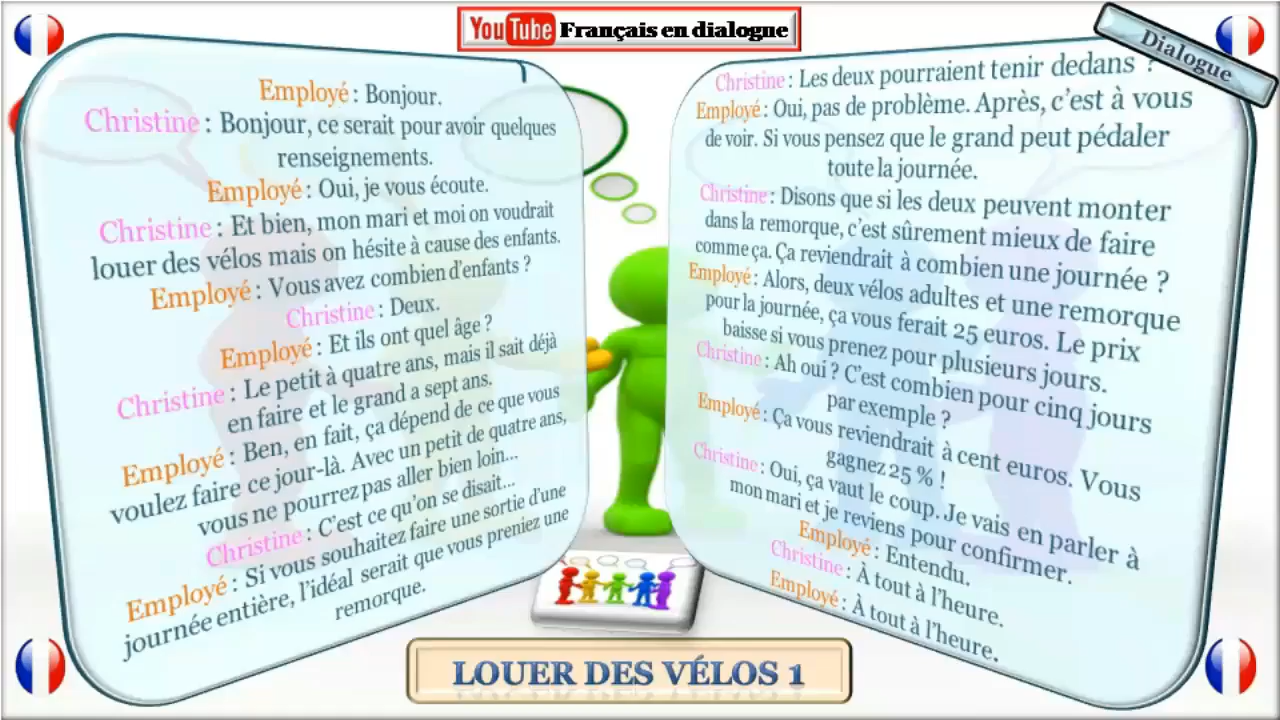 YouTube Français en dialogue
Dialogue
Employé : Bonjour.
Christine : Bonjour, ce serait pour avoir quelques
renseignements.
Employé : Oui, je vous écoute.
Christine : Et bien, mon mari et moi on voudrait
louer des vélos mais on hésite à cause des enfants.
Employé : Vous avez combien d'enfants ?
Christine : Deux.
Employé : Et ils ont quel âge ?
Christine : Le petit à quatre ans, mais il sait déjà
en faire et le grand a sept ans.
Employé : Ben, en fait, ça dépend de ce que vous
voulez faire ce jour-là. Avec un petit de quatre ans,
vous ne pourrez pas aller bien loin...
Christine : C'est ce qu'on se disait...
Employé : Si vous souhaitez faire une sortie d'une
journée entière, l'idéal serait que vous preniez une
remorque.
Christine : Les deux pourraient tenir dedans ?
Employé : Oui, pas de problème. Après, c'est à vous
de voir. Si vous pensez que le grand peut pédaler
toute la journée.
Christine : Disons que si les deux peuvent monter
dans la remorque, c'est sûrement mieux de faire
comme ça. Ça reviendrait à combien une journée ?
Employé : Alors, deux vélos adultes et une remorque
pour la journée, ça vous ferait 25 euros. Le prix
baisse si vous prenez pour plusieurs jours.
Christine : Ah oui ? C'est combien pour cinq jours
par exemple ?
Employé : Ça vous reviendrait à cent euros. Vous
gagnez 25 % !
Christine : Oui, ça vaut le coup. Je vais en parler à
mon mari et je reviens pour confirmer.
Employé : Entendu.
Christine : À tout à l'heure.
Employé : À tout à l'heure.
LOUER DES VÉLOS 1